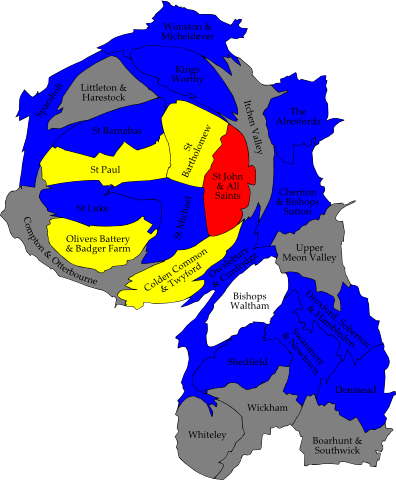 Wonston &
Micheldever
Kings
Worthy
Sparsholt
Littleton &
Harestock
Itchen Valley
The
Alresfords
St Barnabas
St
Bartholomew
St Paul
St John
& All
Saints
Cheriton
& Bishops
Sutton
St Luke
St Michael
Olivers Battery
& Badger Farm
Compton & Otterbourne
Colden Common
& Twyford
Owslebury
& Curdridge
Upper
Meon Valley
Bishops
Waltham
Droxford, Soberton
& Hambledon
Swanmore
& Newtown
Shedfield
Denmead
Wickham
Whiteley
Boarhunt &
Southwick